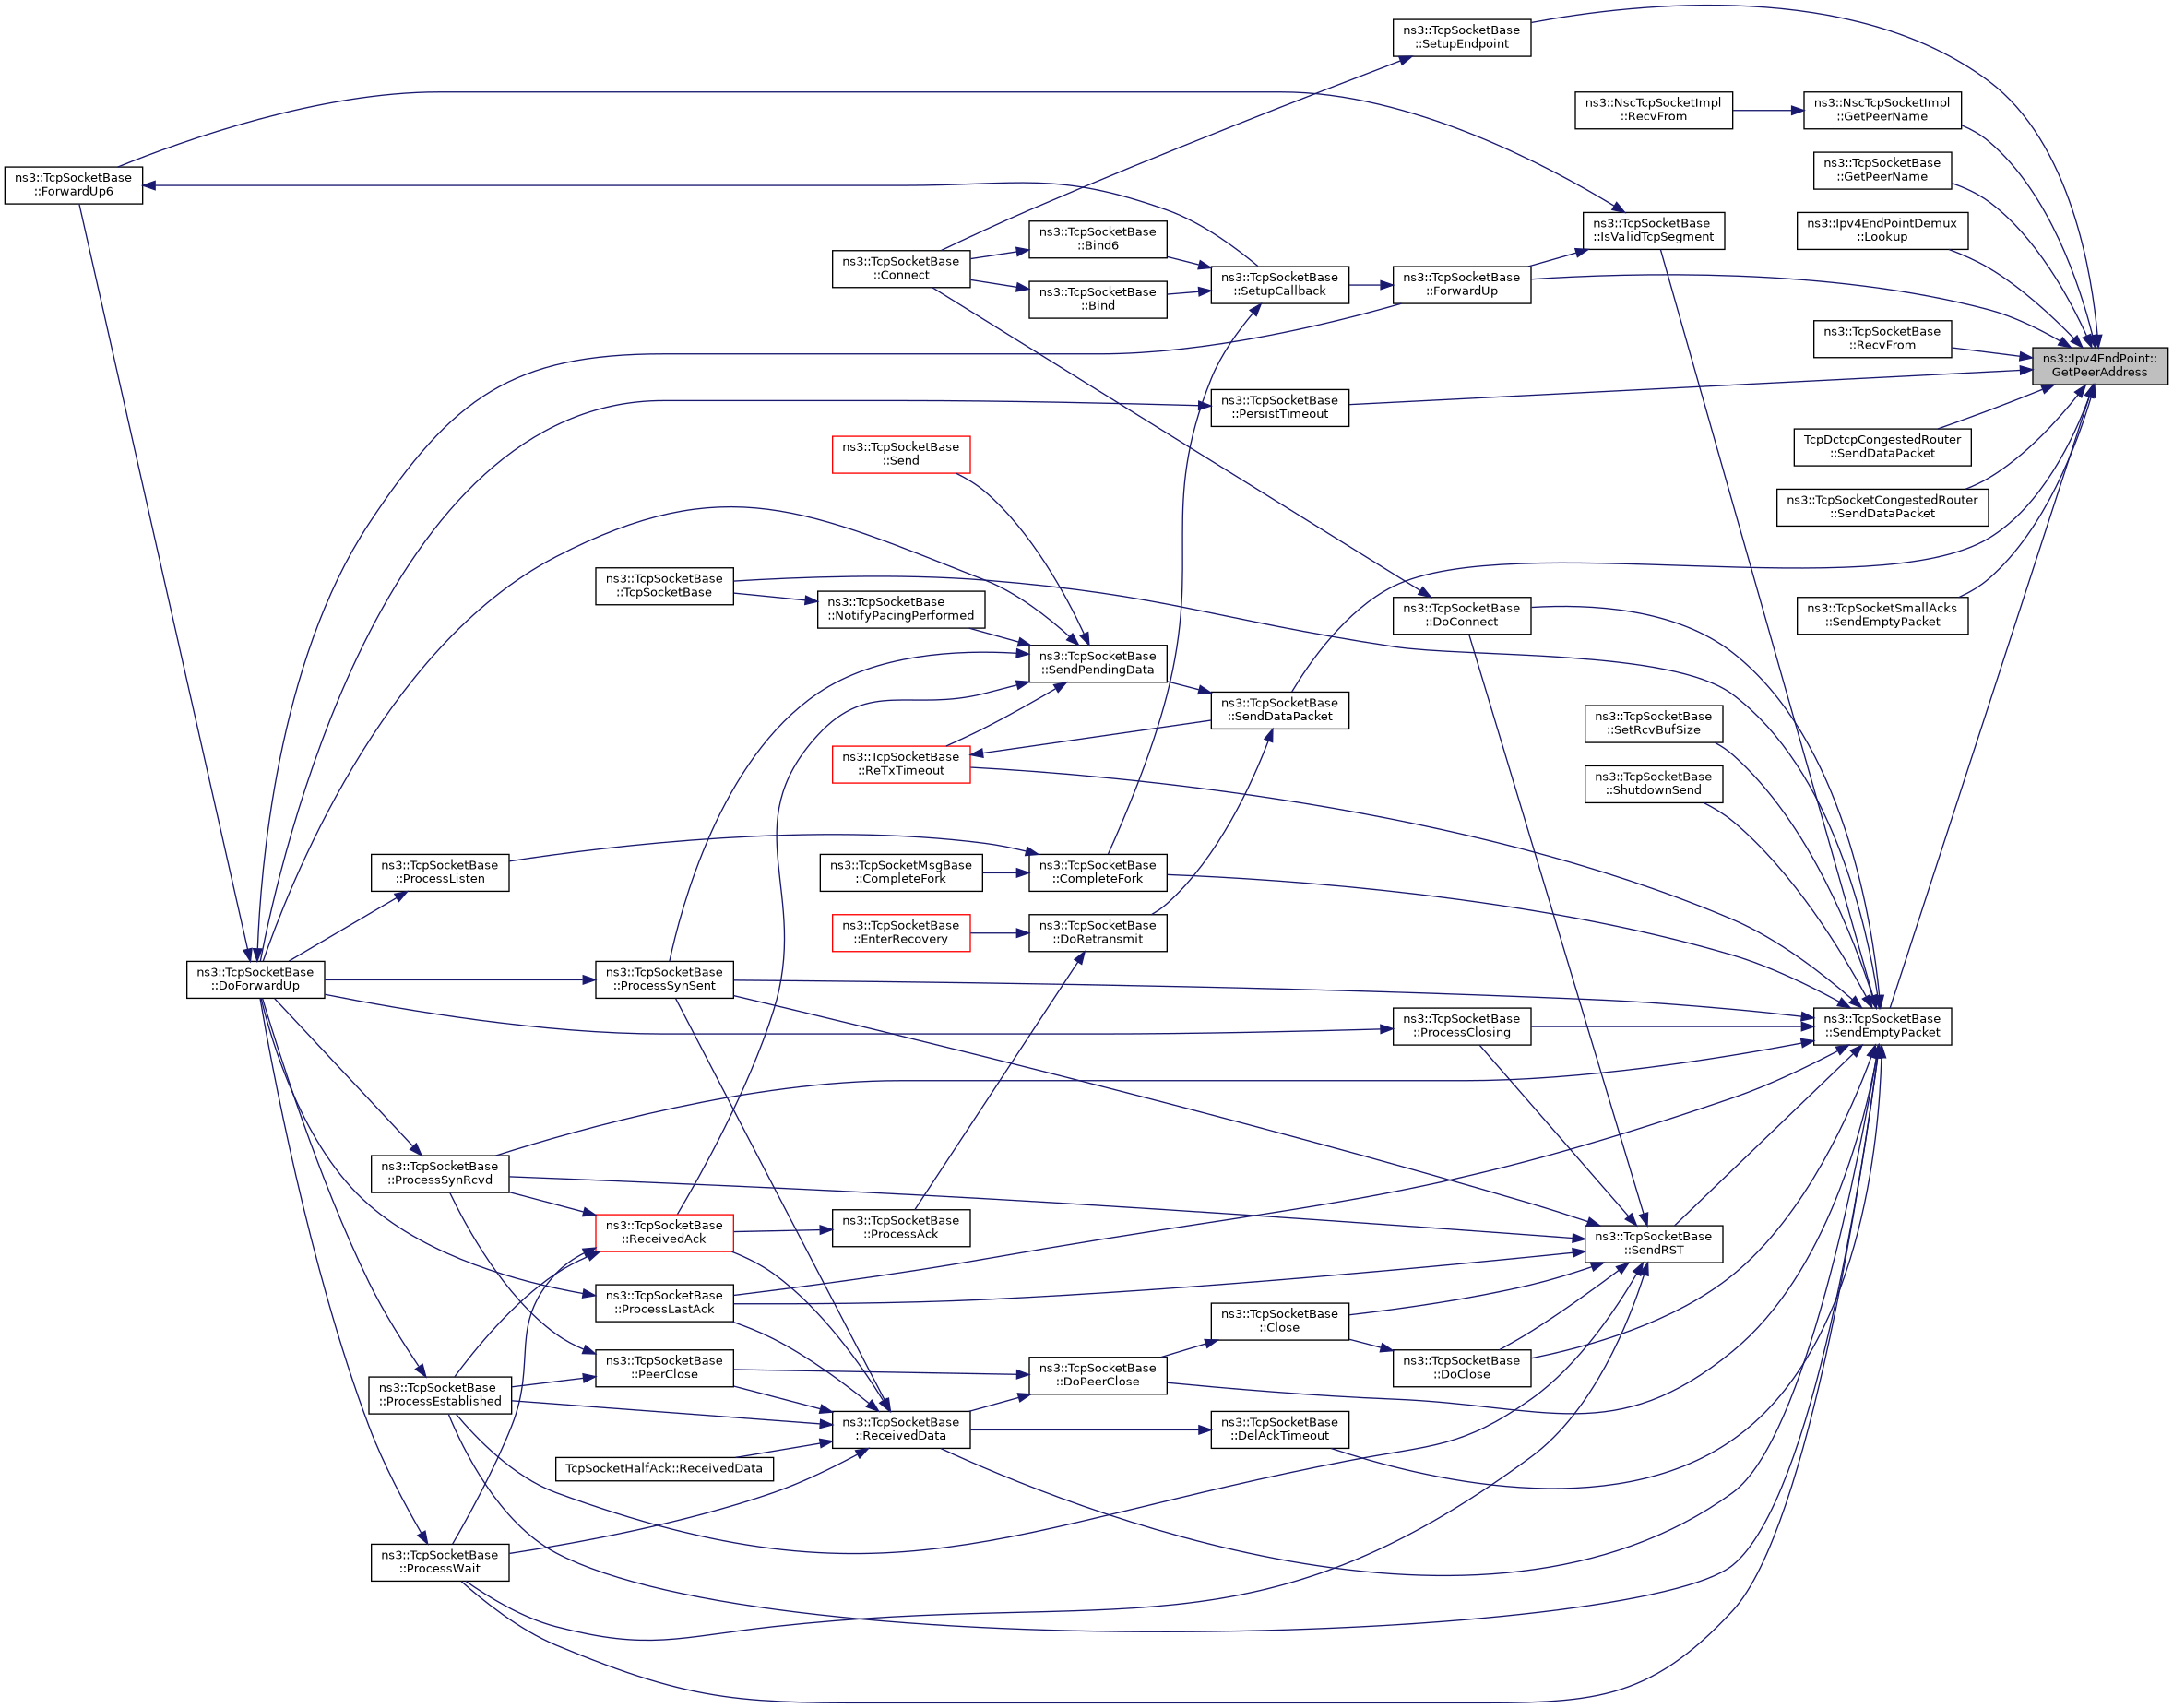 ns3::TcpSocketBase
::SetupEndpoint
ns3::NscTcpSocketImpl
::RecvFrom
ns3::NscTcpSocketImpl
::GetPeerName
ns3::TcpSocketBase
::GetPeerName
ns3::TcpSocketBase
::ForwardUp6
ns3::Ipv4EndPointDemux
::Lookup
ns3::TcpSocketBase
::IsValidTcpSegment
ns3::TcpSocketBase
::Bind6
ns3::TcpSocketBase
::Connect
ns3::TcpSocketBase
::SetupCallback
ns3::TcpSocketBase
::ForwardUp
ns3::TcpSocketBase
::Bind
ns3::TcpSocketBase
::RecvFrom
ns3::Ipv4EndPoint::
GetPeerAddress
ns3::TcpSocketBase
::PersistTimeout
TcpDctcpCongestedRouter
::SendDataPacket
ns3::TcpSocketBase
::Send
ns3::TcpSocketCongestedRouter
::SendDataPacket
ns3::TcpSocketBase
::TcpSocketBase
ns3::TcpSocketBase
::NotifyPacingPerformed
ns3::TcpSocketBase
::DoConnect
ns3::TcpSocketSmallAcks
::SendEmptyPacket
ns3::TcpSocketBase
::SendPendingData
ns3::TcpSocketBase
::SendDataPacket
ns3::TcpSocketBase
::SetRcvBufSize
ns3::TcpSocketBase
::ReTxTimeout
ns3::TcpSocketBase
::ShutdownSend
ns3::TcpSocketBase
::ProcessListen
ns3::TcpSocketMsgBase
::CompleteFork
ns3::TcpSocketBase
::CompleteFork
ns3::TcpSocketBase
::EnterRecovery
ns3::TcpSocketBase
::DoRetransmit
ns3::TcpSocketBase
::DoForwardUp
ns3::TcpSocketBase
::ProcessSynSent
ns3::TcpSocketBase
::ProcessClosing
ns3::TcpSocketBase
::SendEmptyPacket
ns3::TcpSocketBase
::ProcessSynRcvd
ns3::TcpSocketBase
::ReceivedAck
ns3::TcpSocketBase
::ProcessAck
ns3::TcpSocketBase
::SendRST
ns3::TcpSocketBase
::ProcessLastAck
ns3::TcpSocketBase
::Close
ns3::TcpSocketBase
::PeerClose
ns3::TcpSocketBase
::DoPeerClose
ns3::TcpSocketBase
::DoClose
ns3::TcpSocketBase
::ProcessEstablished
ns3::TcpSocketBase
::ReceivedData
ns3::TcpSocketBase
::DelAckTimeout
TcpSocketHalfAck::ReceivedData
ns3::TcpSocketBase
::ProcessWait